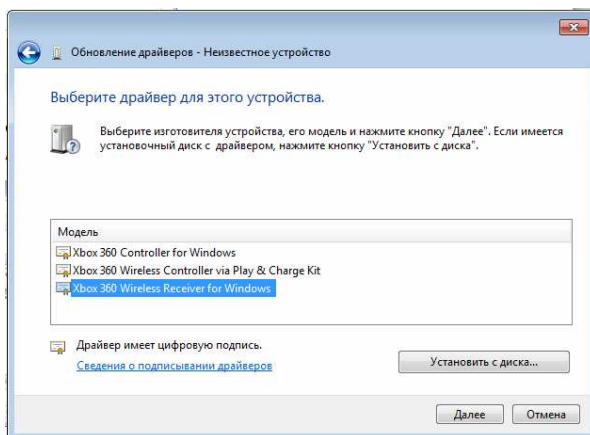 Обновление драйверов - Неизвестное устройство
Выберите драйвер для этого устройства.
Выберите изготовителя устройства, его модель и нажмите кнопку "Далее". Если имеется
установочный диск с драйвером, нажмите кнопку "Установить с диска".
Модель
Xbox 360 Controller for Windows
Xbox 360 Wireless Controller via Play & Charge Kit
Xbox 360 Wireless Receiver for Windows
Драйвер имеет цифровую подпись.
Сведения о подписывании драйверов
Установить с диска...
Далее
Отмена